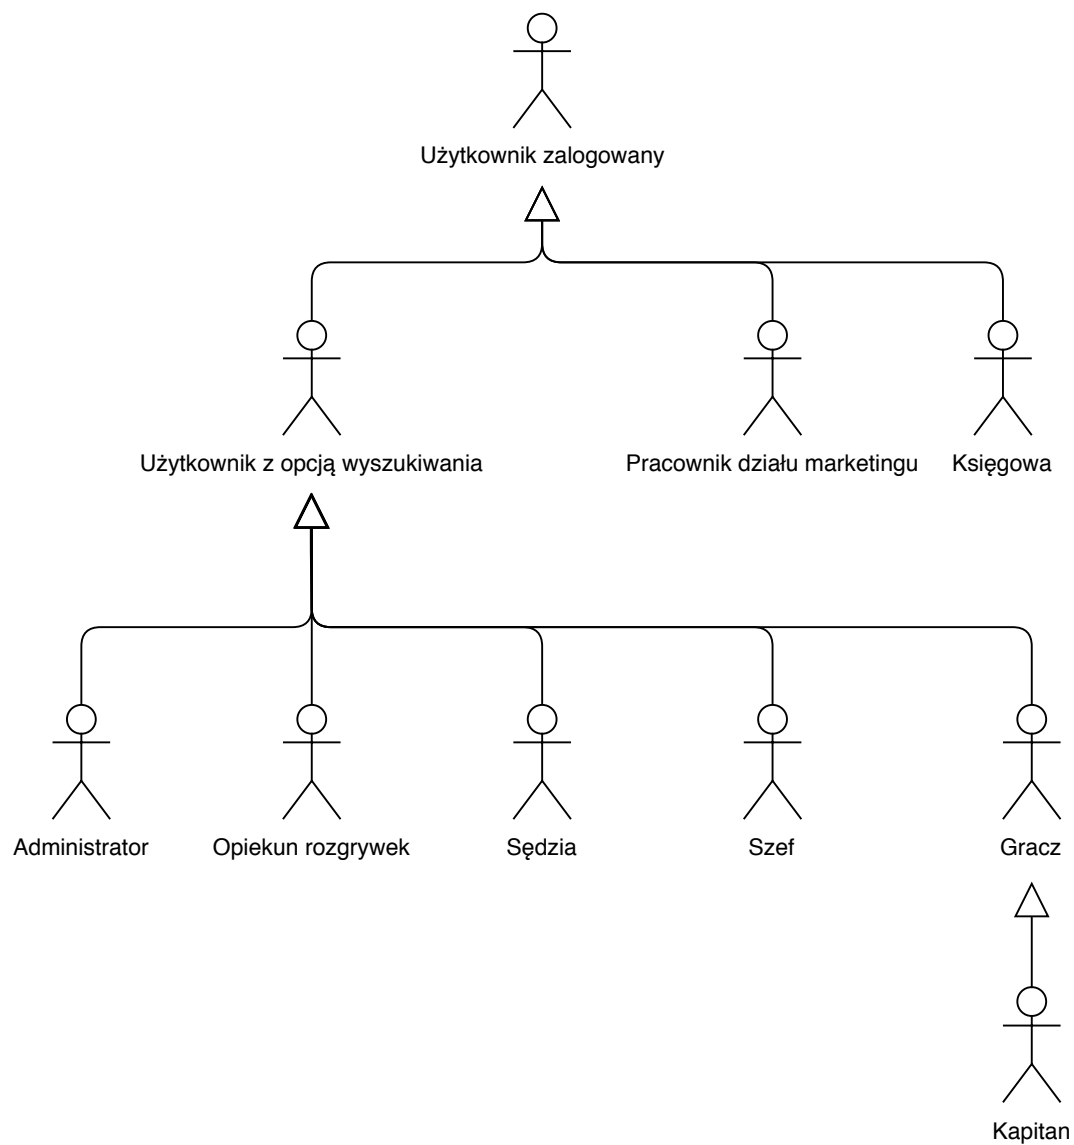 Użytkownik zalogowany
Użytkownik z opcją wyszukiwania
Pracownik działu marketingu
Księgowa
Administrator
Opiekun rozgrywek
Sędzia
Szef
Gracz
Kapitan